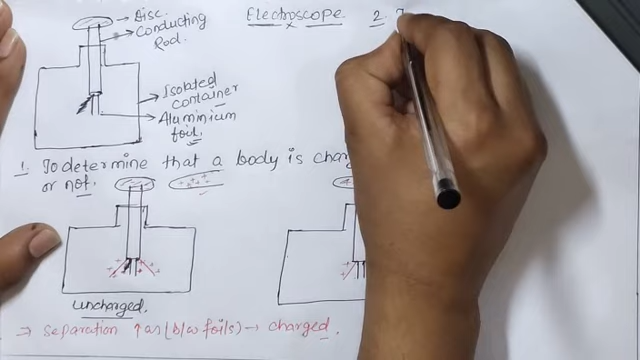 Electroscope. 2.
Disc.
Conducting
Rod.
Isolated
container
Aluminium
foil.
1. To determine that a body is
or not.
uncharged.
⇒ Separation ↑ as (b/w foils) → charged.